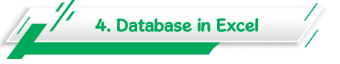 4. Database in Excel